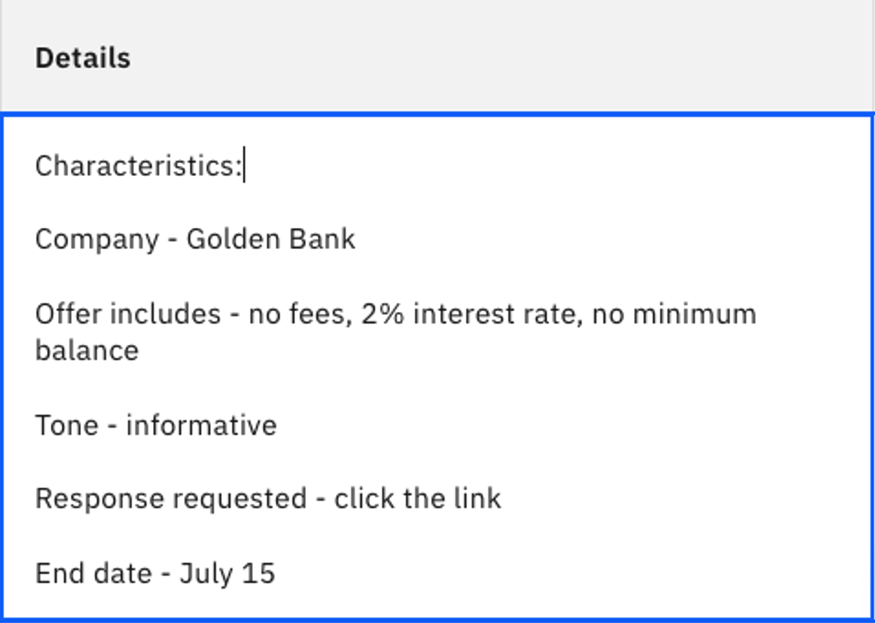 Details
Characteristics:
Company - Golden Bank
Offer includes - no fees, 2% interest rate, no minimum
balance
Tone - informative
Response requested - click the link
End date - July 15